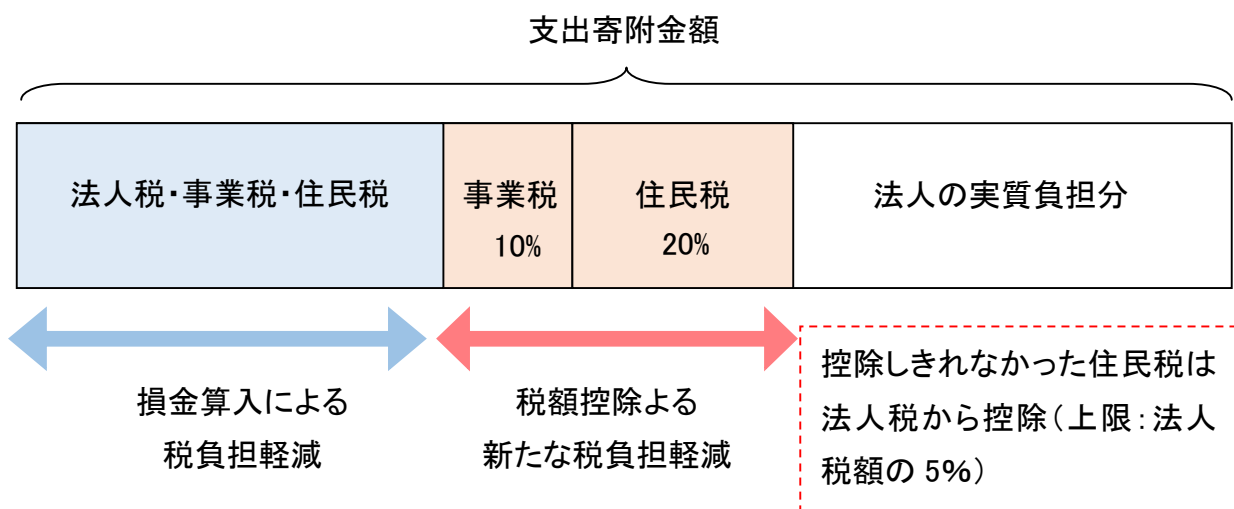 支出寄附金額
法人税・事業税・住民税
事業税
10%
住民税
20%
法人の実質負担分
損金算入による
税負担軽減
税額控除よる
新たな税負担軽減
控除しきれなかった住民税は
法人税から控除（上限：法人
税額の 5％）